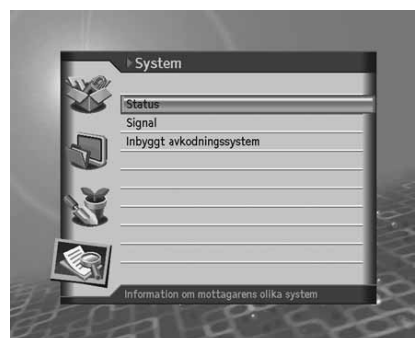 System
Status
Signal
Inbyggt avkodningssystem
Information om mottagarens olika system